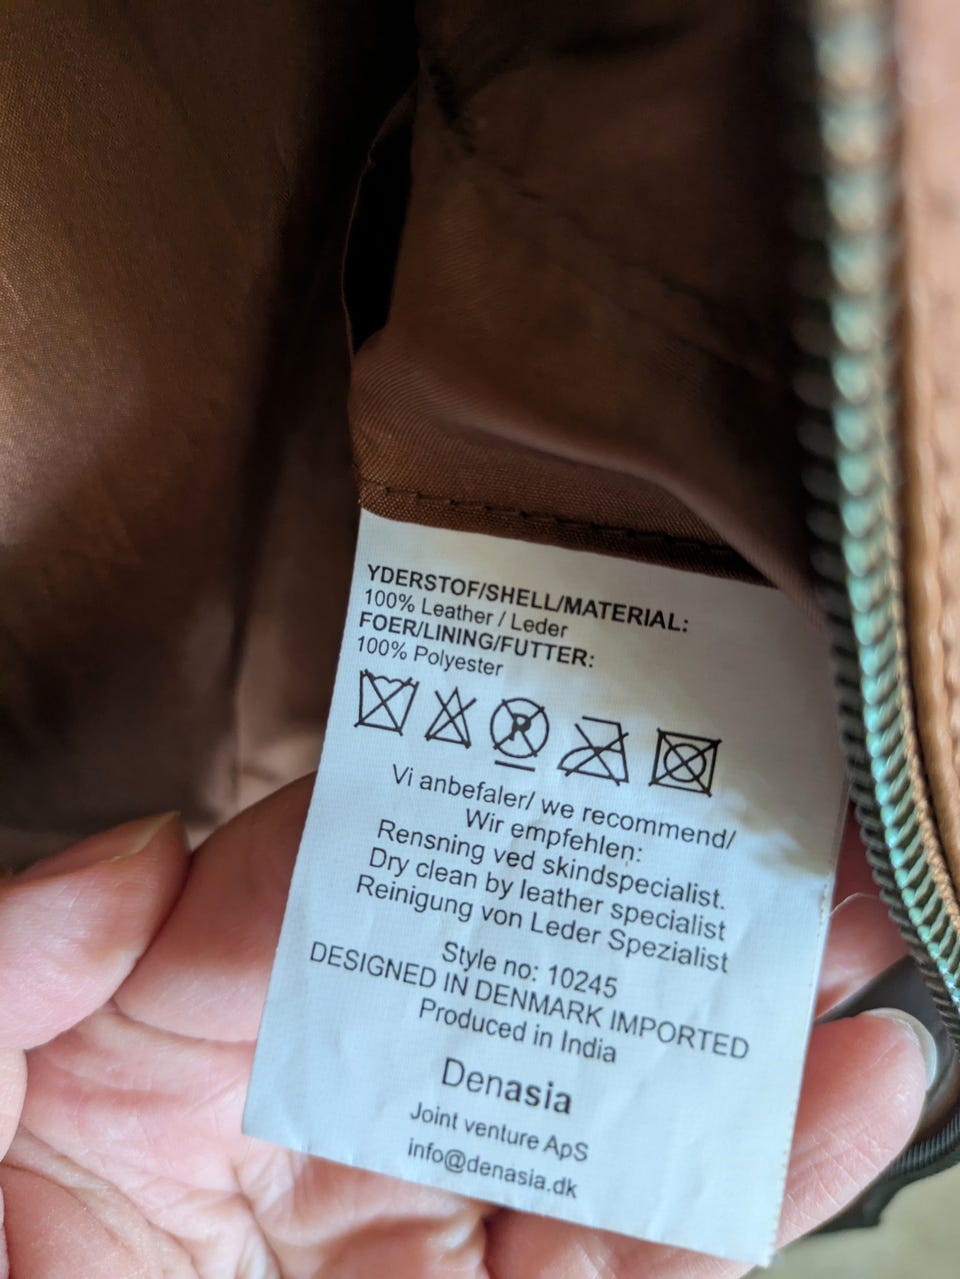 YDERSTOF/SHELL/MATERIAL:
100% Leather / Leder
FOER/LINING/FUTTER:
100% Polyester
P
Vi anbefaler/ we recommend/
Wir empfehlen:
Rensning ved skindspecialist.
Dry clean by leather specialist
Reinigung von Leder Spezialist
Style no: 10245
DESIGNED IN DENMARK IMPORTED
Produced in India
Denasia
Joint venture ApS
info@denasia.dk